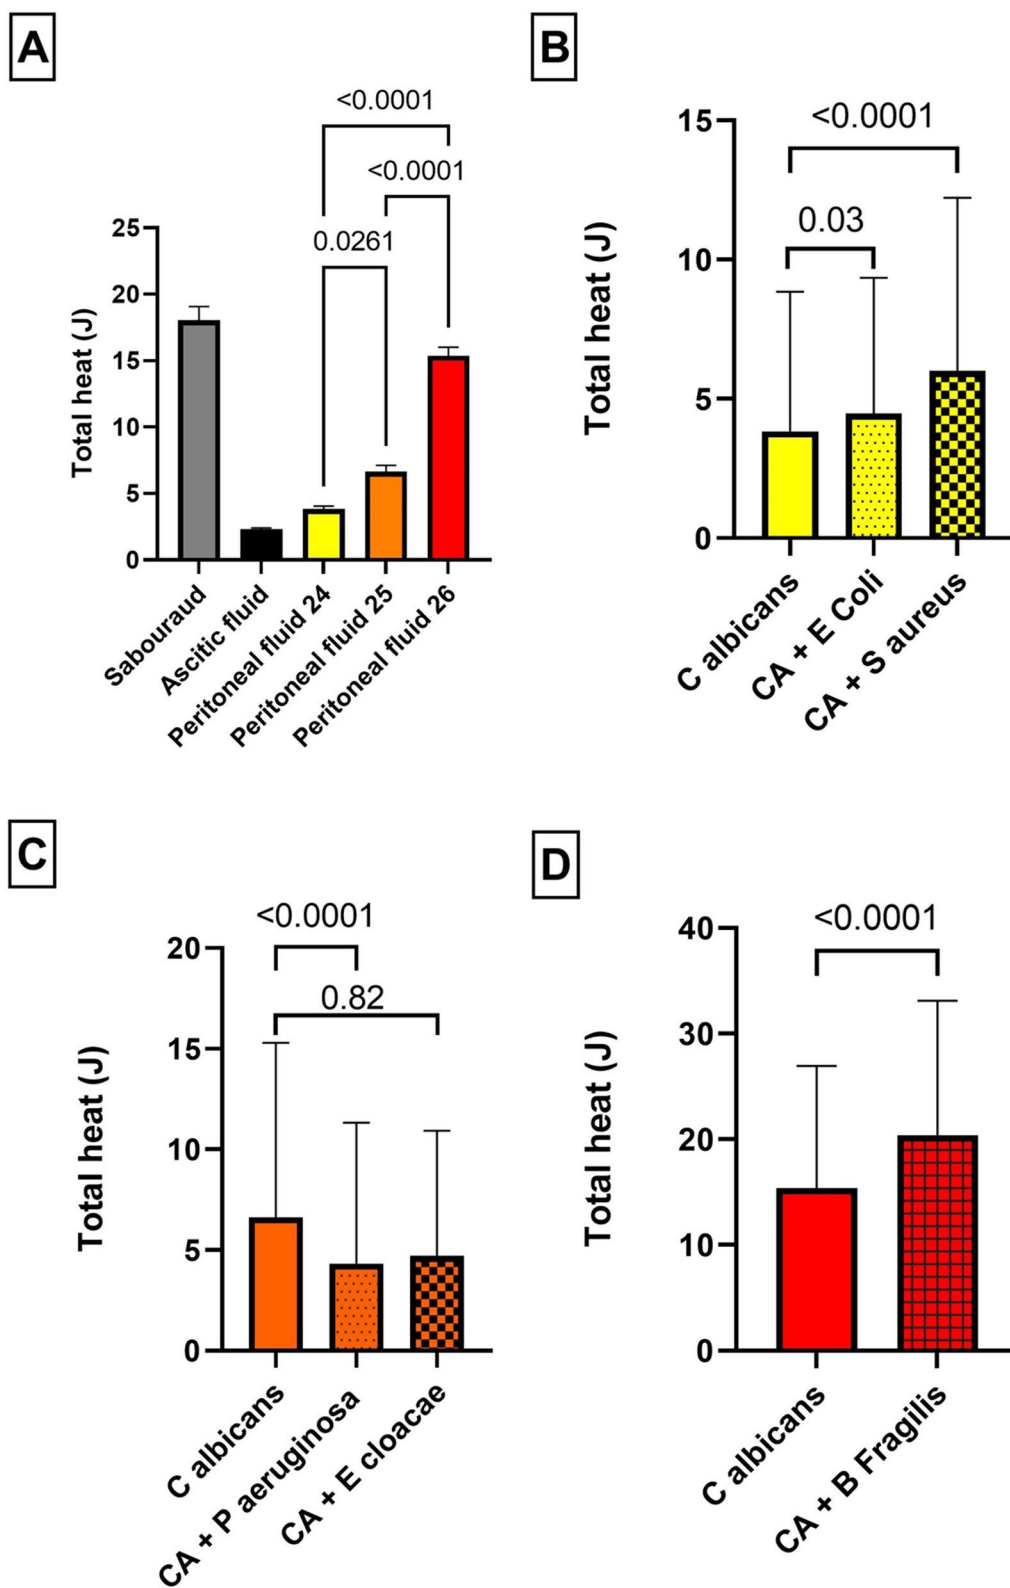 A
<0.0001
<0.0001
0.0261
Total heat (J)
25
20
15
10
5
0
Sabouraud
Ascitic fluid
Peritoneal fluid 24
Peritoneal fluid 25
Peritoneal fluid 26
B
<0.0001
0.03
Total heat (J)
15
10
5
0
C albicans
CA + E Coli
CA + S aureus
C
<0.0001
0.82
Total heat (J)
20
15
10
5
0
C albicans
CA + P aeruginosa
CA + E cloacae
D
<0.0001
Total heat (J)
40
30
20
10
0
C albicans
CA + B Fragilis